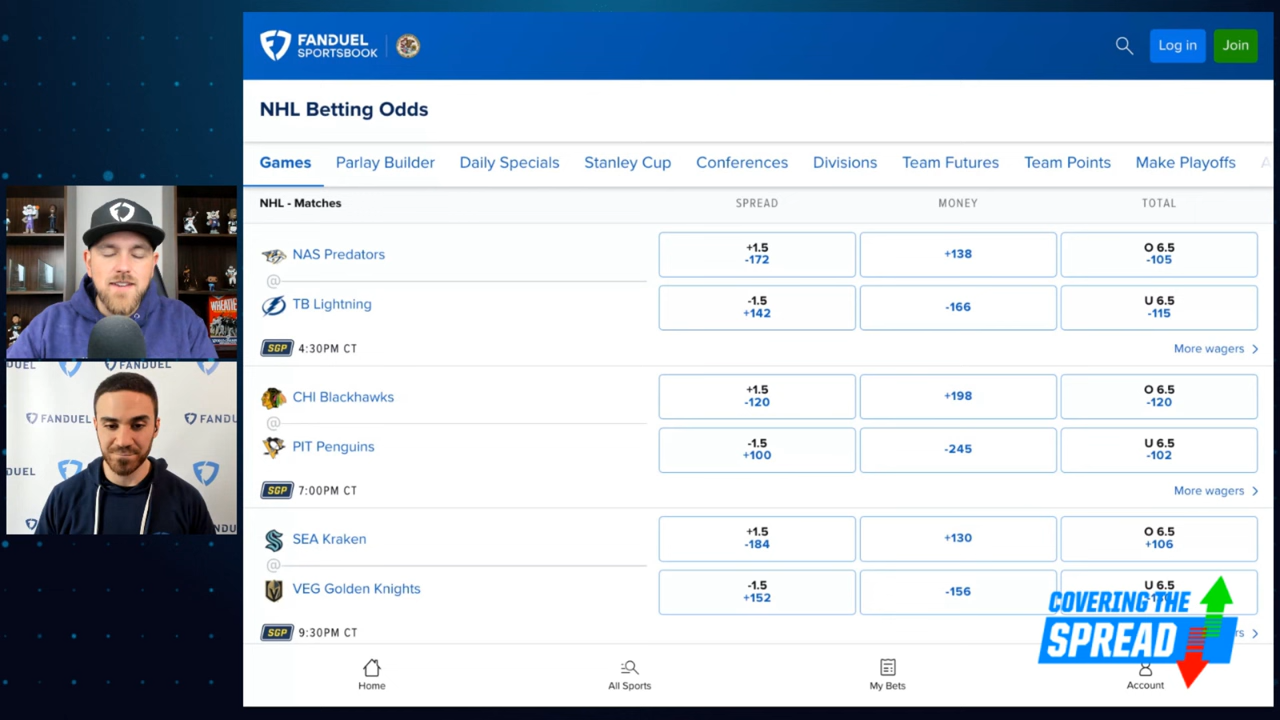 FANDUEL
SPORTSBOOK
Log in
Join
NHL Betting Odds
Games Parlay Builder Daily Specials Stanley Cup Conferences Divisions Team Futures Team Points Make Playoffs
NHL - Matches SPREAD MONEY TOTAL
NAS Predators
+1.5
-172
+138
O 6.5
-105
@
TB Lightning
-1.5
+142
-166
U 6.5
-115
SGP 4:30PM CT More wagers
CHI Blackhawks
+1.5
-120
+198
O 6.5
-120
@
PIT Penguins
-1.5
+100
-245
U 6.5
-102
SGP 7:00PM CT More wagers
SEA Kraken
+1.5
-184
+130
O 6.5
+106
@
VEG Golden Knights
-1.5
+152
-156
U 6.5
SGP 9:30PM CT
COVERING THE
SPREAD
Home
All Sports
My Bets
Account
WHEATIES
DUEL
FANDUEL
FANDUEL
FANDU
DUEL